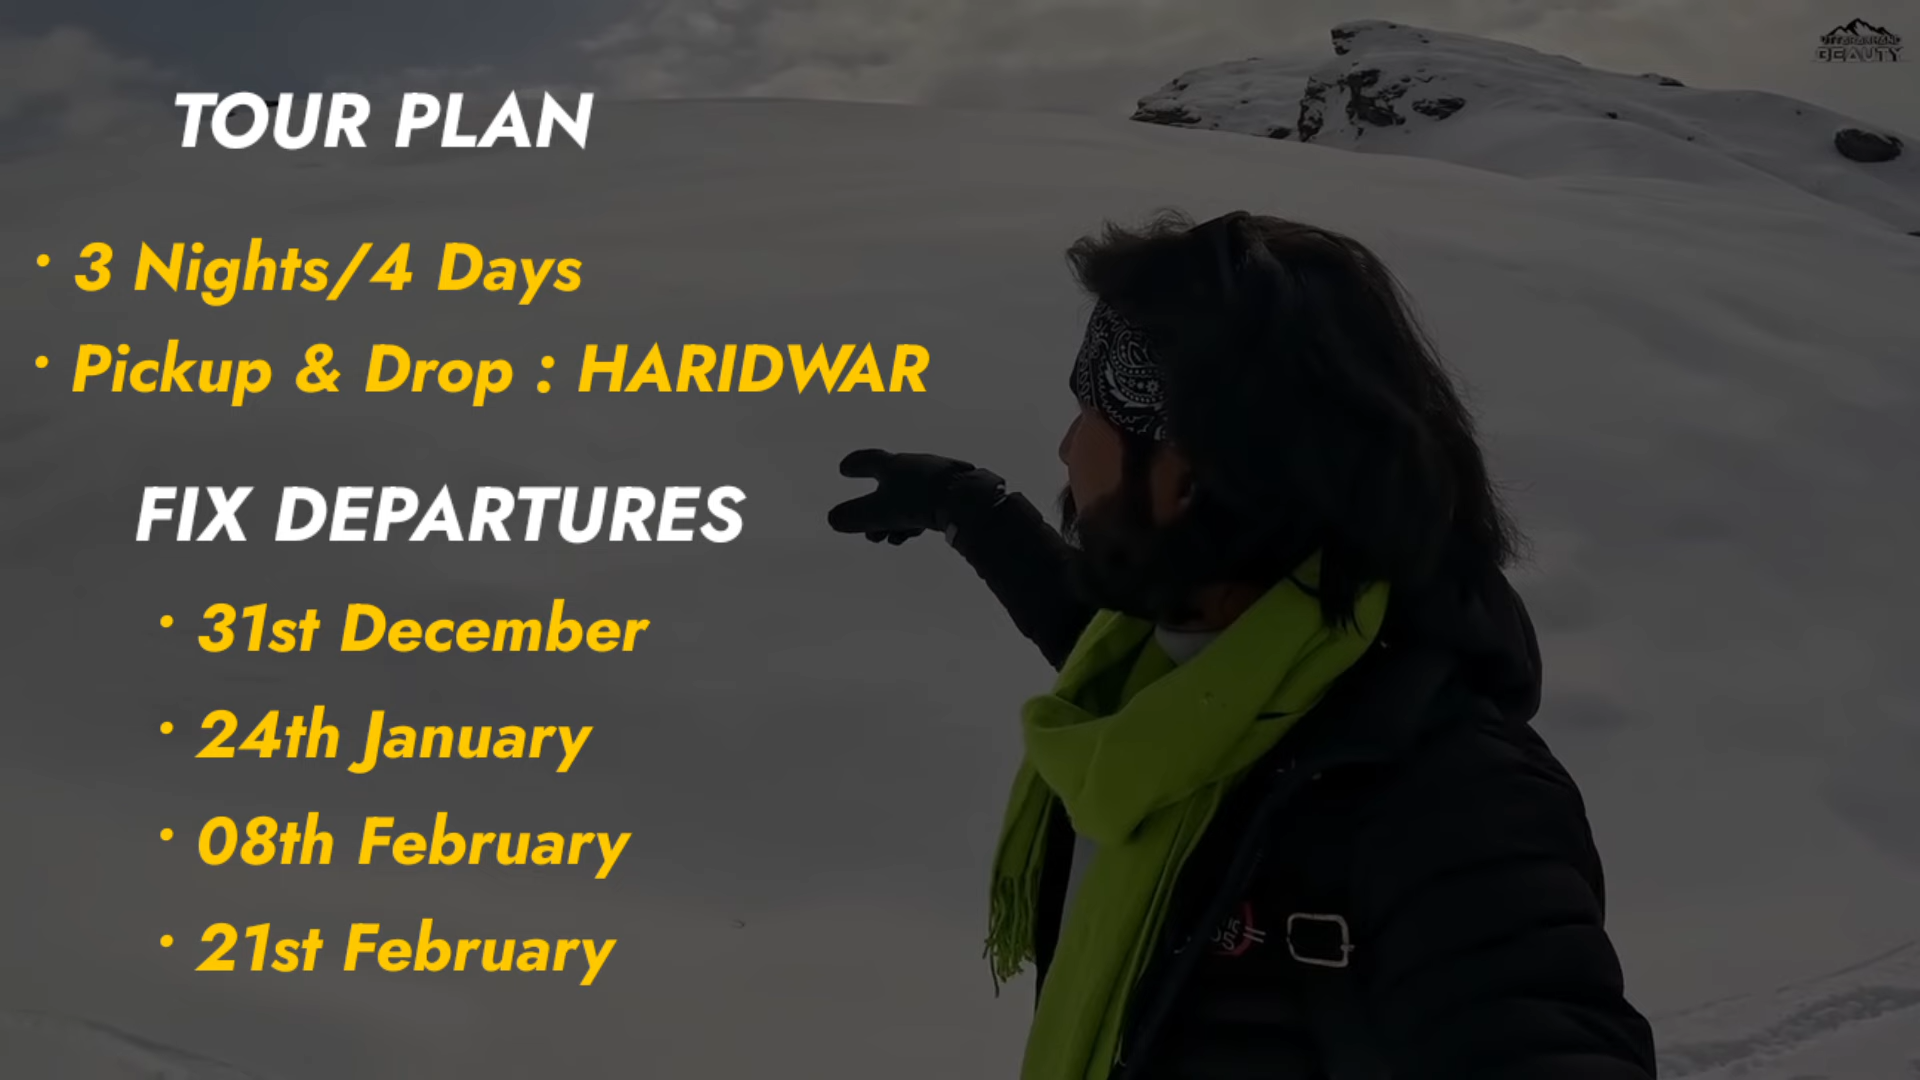 BEAUTY
TOUR PLAN
• 3 Nights/4 Days
• Pickup & Drop : HARIDWAR
FIX DEPARTURES
• 31st December
• 24th January
• 08th February
• 21st February